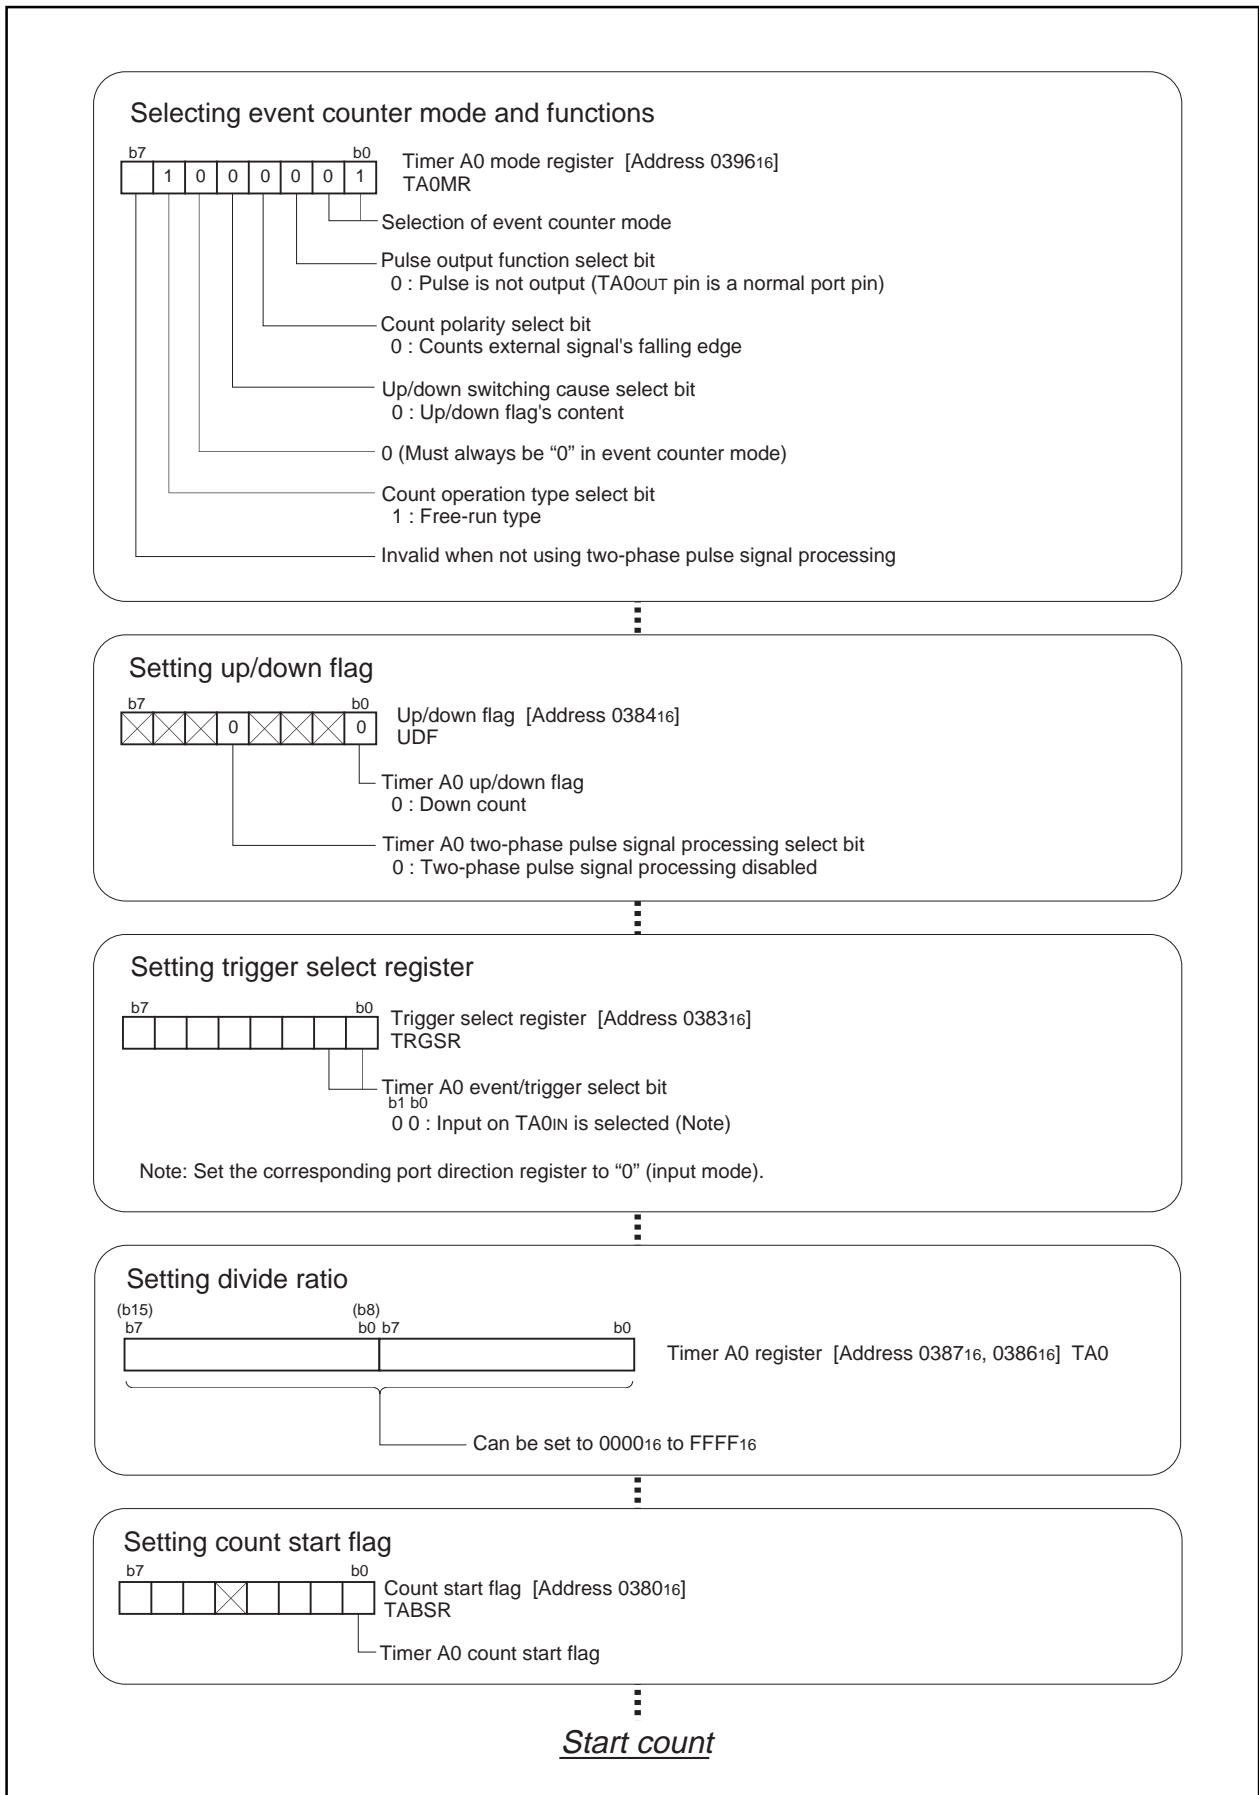 Selecting event counter mode and functions
b7 b0
Timer A0 mode register [Address 039616]
1 0 0 0 0 0 1
TA0MR
Selection of event counter mode
Pulse output function select bit
0 : Pulse is not output (TA0OUT pin is a normal port pin)
Count polarity select bit
0 : Counts external signal's falling edge
Up/down switching cause select bit
0 : Up/down flag's content
0 (Must always be “0” in event counter mode)
Count operation type select bit
1 : Free-run type
Invalid when not using two-phase pulse signal processing
Setting up/down flag
b7 b0
Up/down flag [Address 038416]
0 0
UDF
Timer A0 up/down flag
0 : Down count
Timer A0 two-phase pulse signal processing select bit
0 : Two-phase pulse signal processing disabled
Setting trigger select register
b7 b0
Trigger select register [Address 038316]
TRGSR
Timer A0 event/trigger select bit
b1 b0
0 0 : Input on TA0IN is selected (Note)
Note: Set the corresponding port direction register to “0” (input mode).
Setting divide ratio
(b15) (b8)
b7 b0 b7 b0
Timer A0 register [Address 038716, 038616] TA0
Can be set to 000016 to FFFF16
Setting count start flag
b7 b0
Count start flag [Address 038016]
TABSR
Timer A0 count start flag
Start count